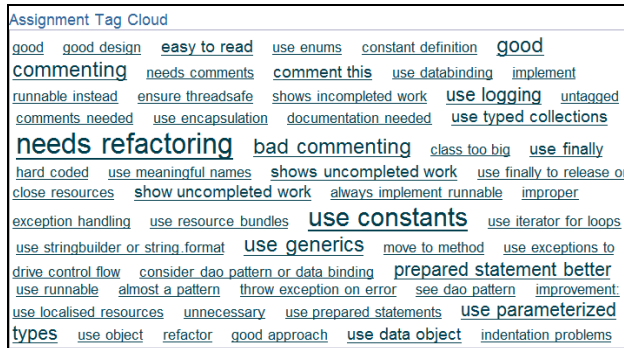 Assignment Tag Cloud
good good design easy to read use enums constant definition good
commenting needs comments comment this use databinding implement
runnable instead ensure threadsafe shows incompleted work use logging untagged
comments needed use encapsulation documentation needed use typed collections
needs refactoring bad commenting class too big use finally
hard coded use meaningful names shows uncompleted work use finally to release or
close resources show uncompleted work always implement runnable improper
exception handling use resource bundles use constants use iterator for loops
use stringbuilder or string.format use generics move to method use exceptions to
drive control flow consider dao pattern or data binding prepared statement better
use runnable almost a pattern throw exception on error see dao pattern improvement:
use localised resources unnecessary use prepared statements use parameterized
types use object refactor good approach use data object indentation problems